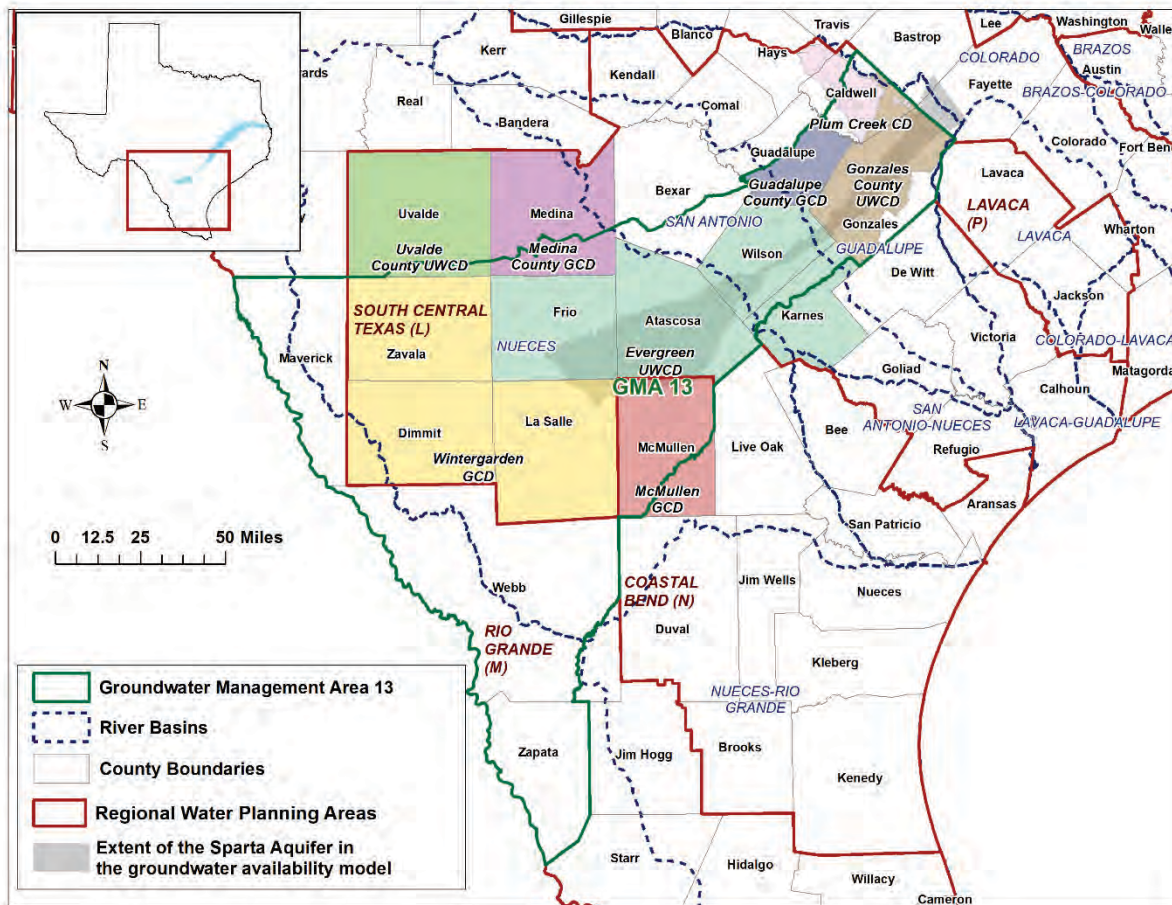 Gillespie
Blanco
Travis
Lee
Washington
Waller
Kerr
Hays
Bastrop
COLORADO
BRAZOS
Austin
Kendall
Fayette
BRAZOS-COLORADO
Real
Caldwell
Comal
Bandera
Plum Creek CD
Colorado
Fort Bend
Guadalupe
Lavaca
Bexar
Gonzales
County
UWCD
Guadalupe
County GCD
Uvalde
Medina
SAN ANTONIO
Gonzales
LAVACA
(P)
LAVACA
Wharton
Uvalde
County UWCD
Medina
County GCD
Wilson
GUADALUPE
De Witt
Jackson
SOUTH CENTRAL
TEXAS (L)
Frio
Atascosa
Karnes
Victoria
COLORADO-LAVACA
Maverick
Zavala
NUECES
Evergreen
UWCD
Goliad
Calhoun
Matagorda
GMA 13
La Salle
Dimmit
SAN
ANTONIO-NUECES
LAVACA-GUADALUPE
Bee
McMullen
Live Oak
Refugio
Wintergarden
GCD
McMullen
GCD
Aransas
San Patricio
N
W
E
S
0 12.5 25 50 Miles
Webb
COASTAL
BEND (N)
Jim Wells
Nueces
Duval
RIO
GRANDE
(M)
Kleberg
NUECES-RIO
GRANDE
Zapata
Jim Hogg
Brooks
Kenedy
Starr
Hidalgo
Willacy
Cameron
Groundwater Management Area 13
River Basins
County Boundaries
Regional Water Planning Areas
Extent of the Sparta Aquifer in
the groundwater availability model